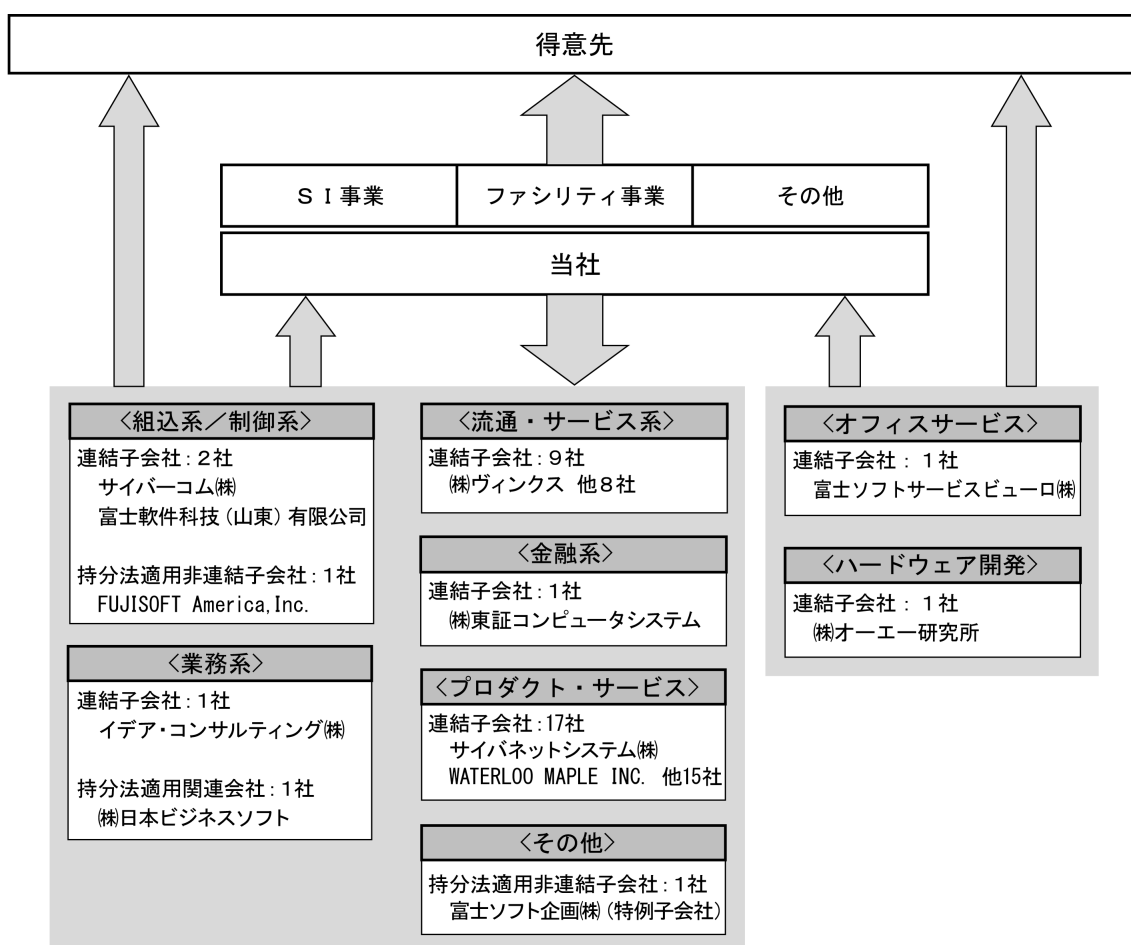 得意先
ＳＩ事業
ファシリティ事業
その他
当社
〈組込系／制御系〉
連結子会社：２社
サイバーコム㈱
富士軟件科技（山東）有限公司
持分法適用非連結子会社：１社
FUJISOFT America,Inc.
〈業務系〉
連結子会社：１社
イデア・コンサルティング㈱
持分法適用関連会社：１社
㈱日本ビジネスソフト
〈流通・サービス系〉
連結子会社：９社
㈱ヴィンクス 他８社
〈金融系〉
連結子会社：１社
㈱東証コンピュータシステム
〈プロダクト・サービス〉
連結子会社：17社
サイバネットシステム㈱
WATERLOO MAPLE INC. 他15社
〈その他〉
持分法適用非連結子会社：１社
富士ソフト企画㈱（特例子会社）
〈オフィスサービス〉
連結子会社： １社
富士ソフトサービスビューロ㈱
〈ハードウェア開発〉
連結子会社： １社
㈱オーエー研究所